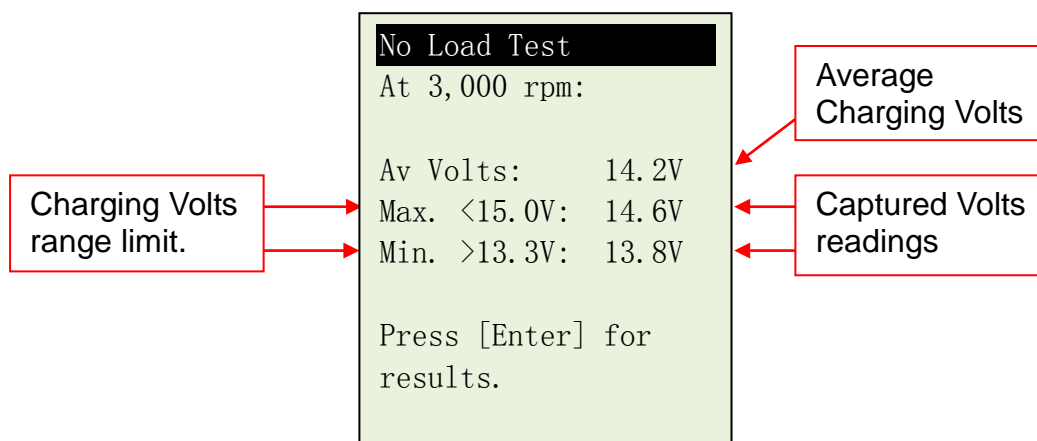 No Load Test
At 3,000 rpm:
Av Volts: 14.2V
Max. <15.0V: 14.6V
Min. >13.3V: 13.8V
Press [Enter] for
results.
Charging Volts
range limit.
Average
Charging Volts
Captured Volts
readings